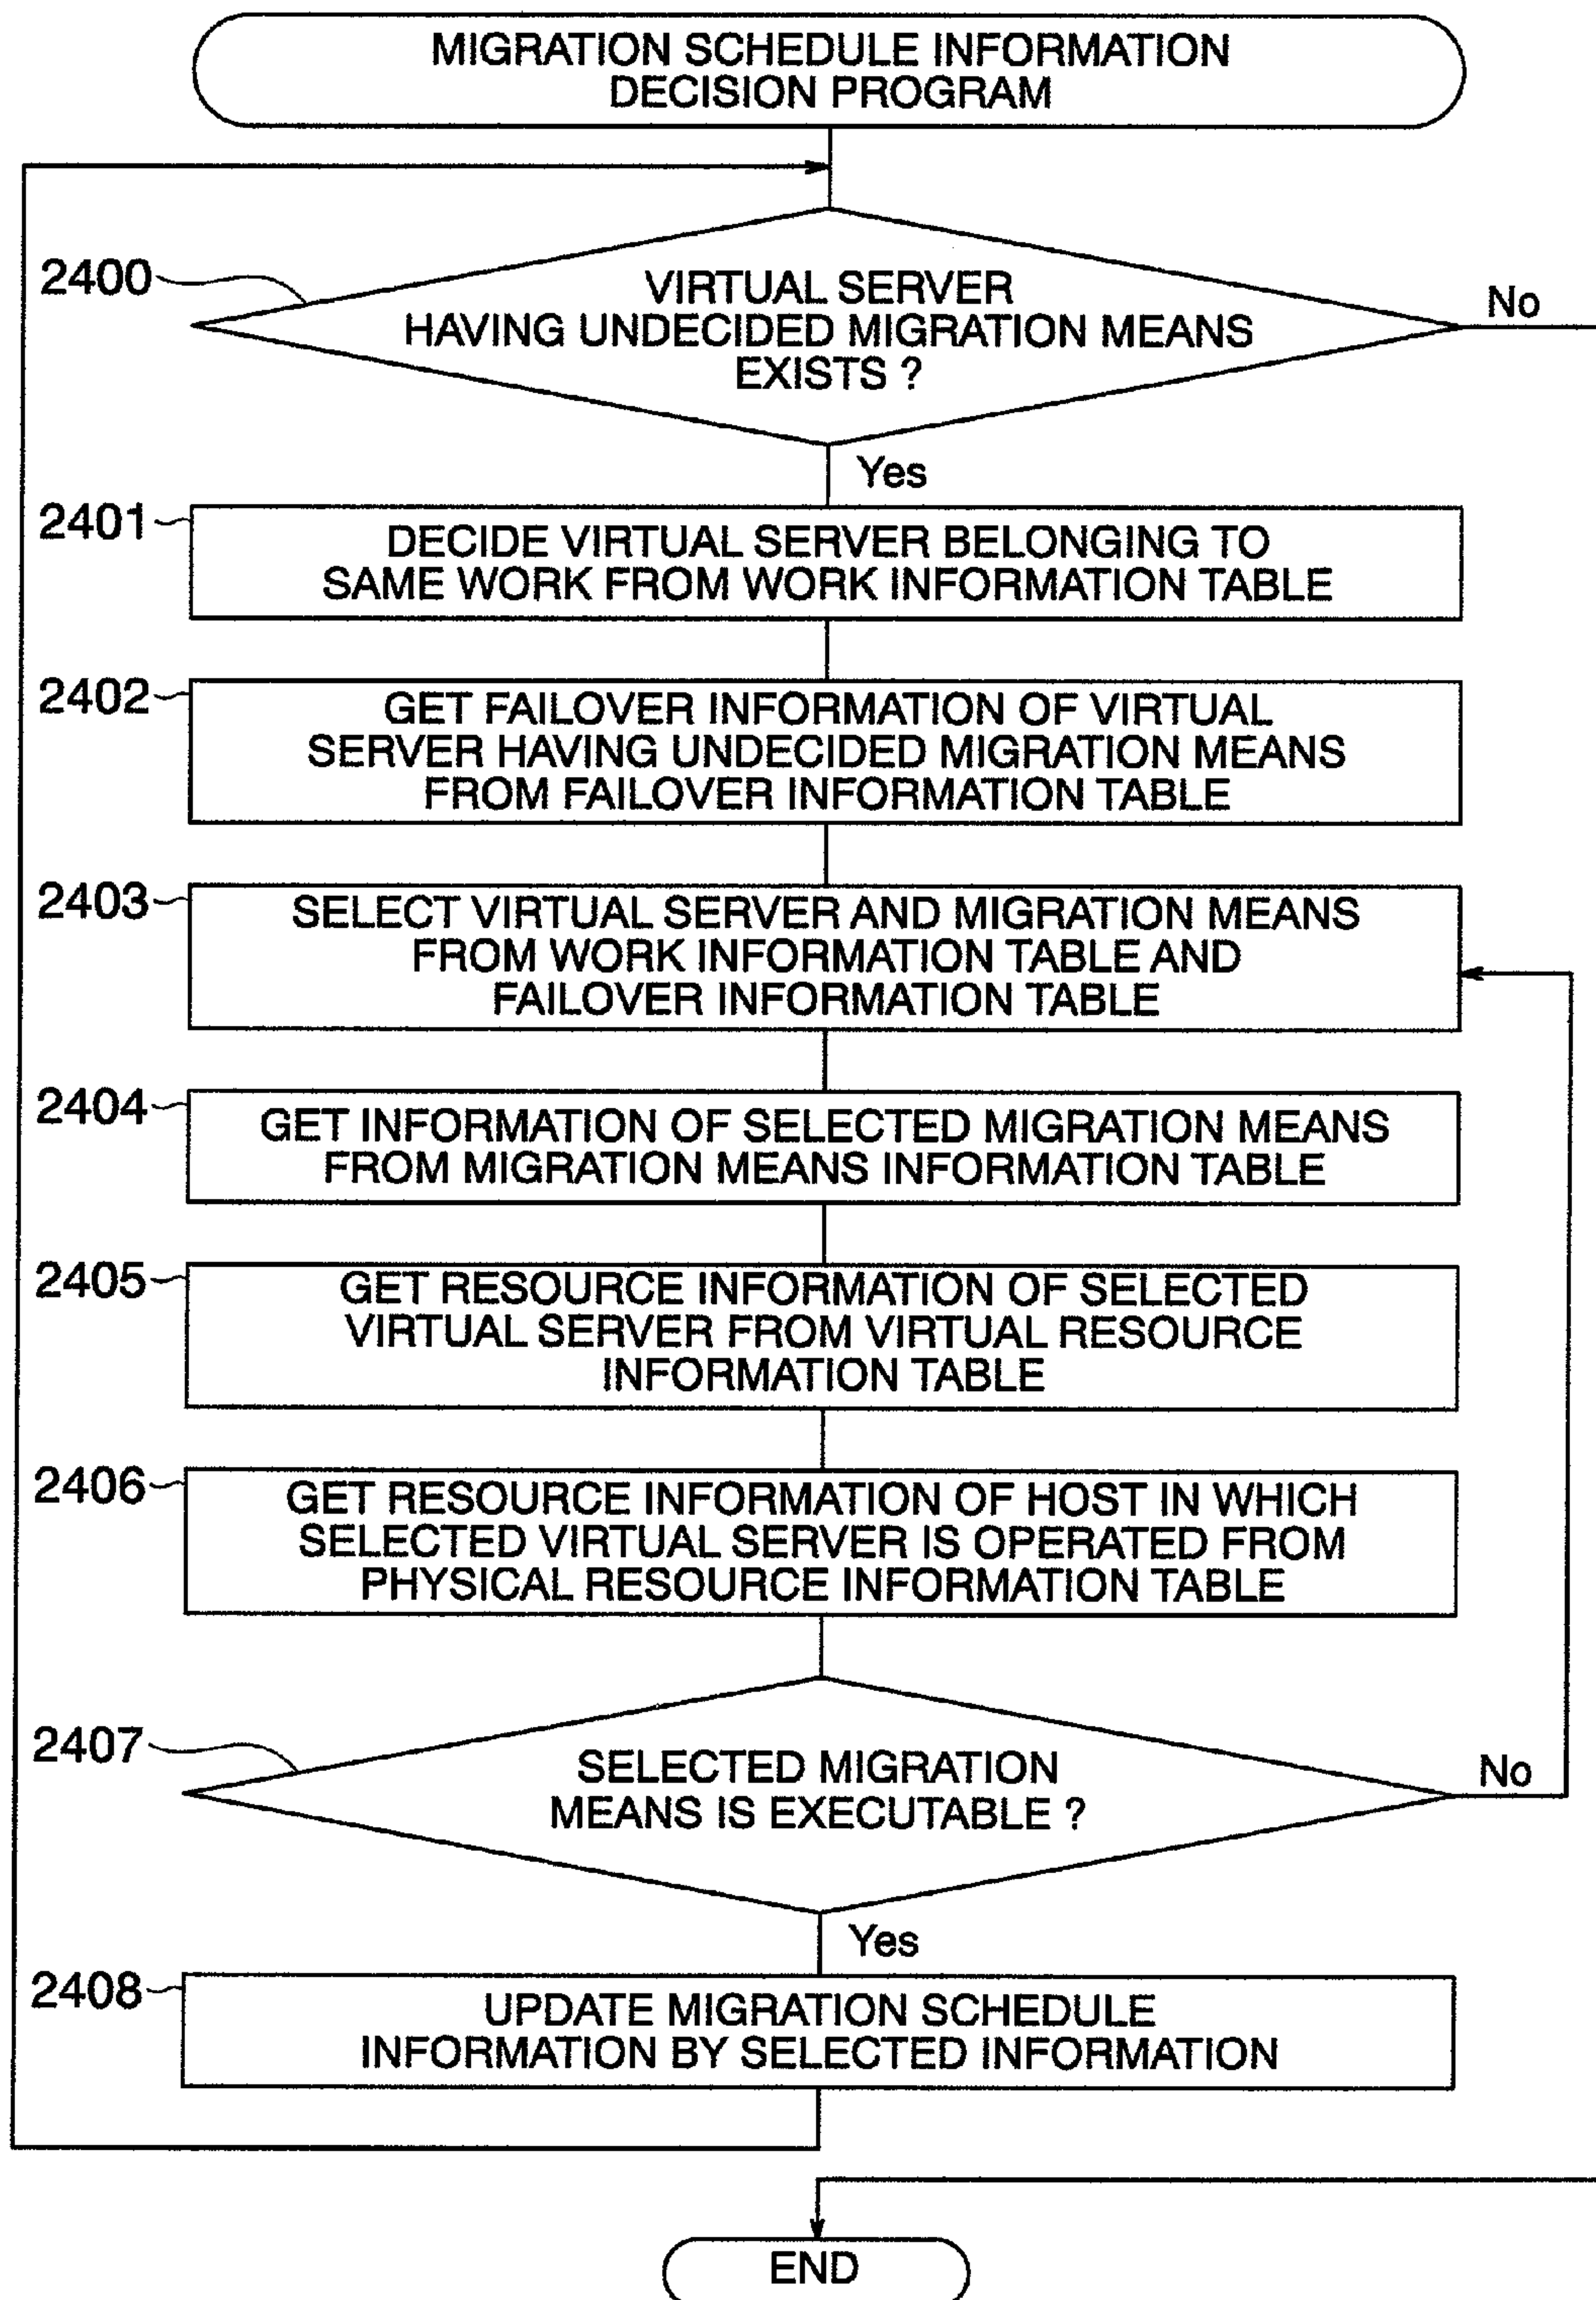 MIGRATION SCHEDULE INFORMATION
DECISION PROGRAM
2400
VIRTUAL SERVER
HAVING UNDECIDED MIGRATION MEANS
EXISTS ?
No
Yes
2401
DECIDE VIRTUAL SERVER BELONGING TO
SAME WORK FROM WORK INFORMATION TABLE
2402
GET FAILOVER INFORMATION OF VIRTUAL
SERVER HAVING UNDECIDED MIGRATION MEANS
FROM FAILOVER INFORMATION TABLE
2403
SELECT VIRTUAL SERVER AND MIGRATION MEANS
FROM WORK INFORMATION TABLE AND
FAILOVER INFORMATION TABLE
2404
GET INFORMATION OF SELECTED MIGRATION MEANS
FROM MIGRATION MEANS INFORMATION TABLE
2405
GET RESOURCE INFORMATION OF SELECTED
VIRTUAL SERVER FROM VIRTUAL RESOURCE
INFORMATION TABLE
2406
GET RESOURCE INFORMATION OF HOST IN WHICH
SELECTED VIRTUAL SERVER IS OPERATED FROM
PHYSICAL RESOURCE INFORMATION TABLE
2407
SELECTED MIGRATION
MEANS IS EXECUTABLE ?
No
Yes
2408
UPDATE MIGRATION SCHEDULE
INFORMATION BY SELECTED INFORMATION
END